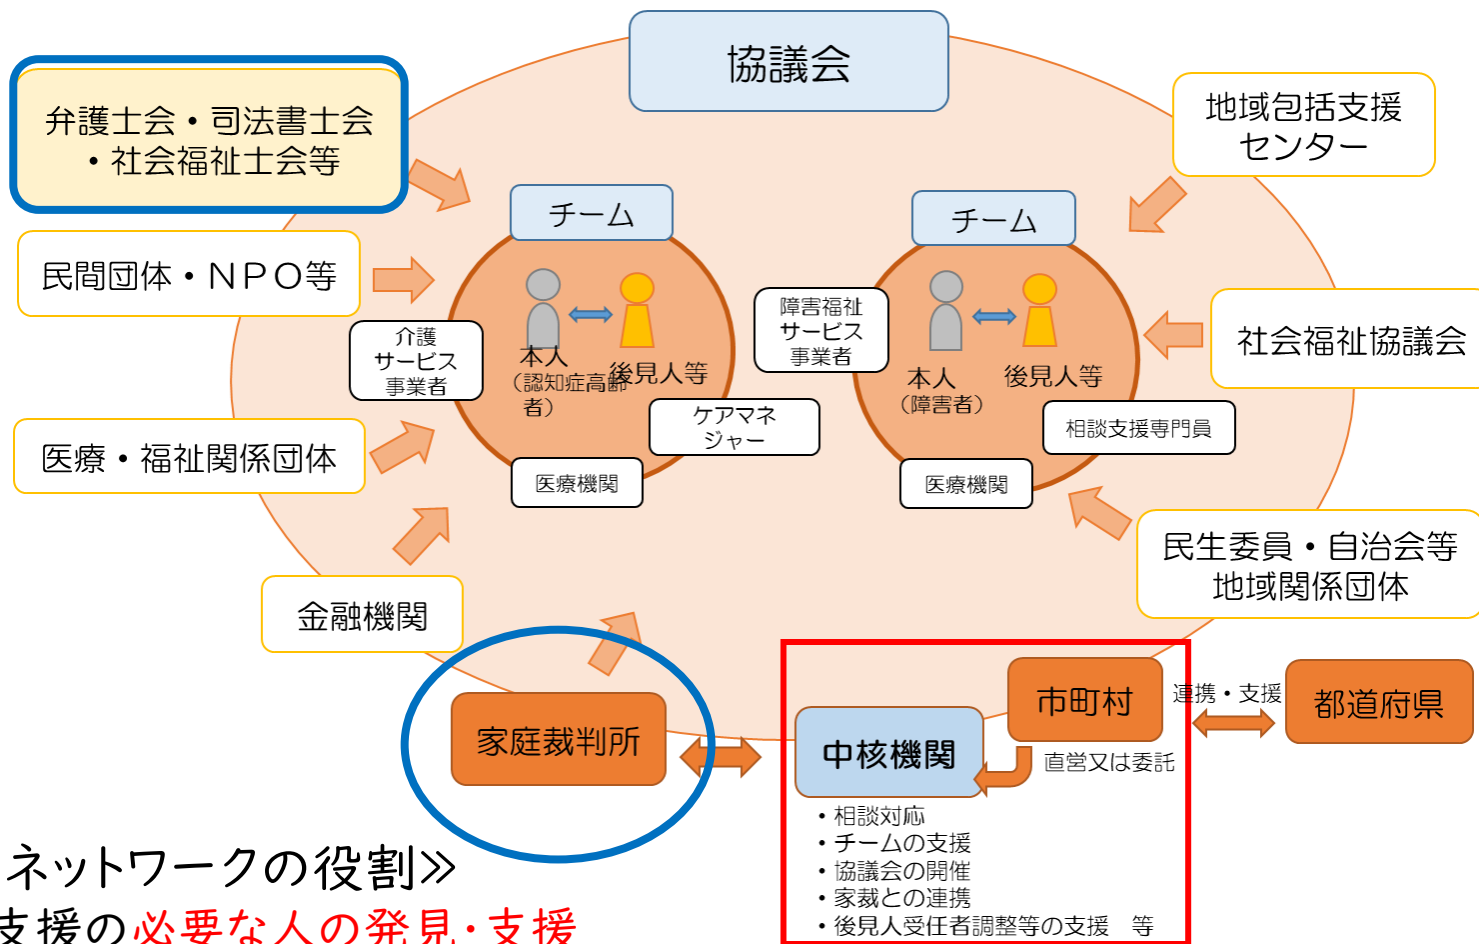 協議会
弁護士会・司法書士会
・社会福祉士会等
地域包括支援
センター
チーム
チーム
民間団体・NPO等
障害福祉
サービス
事業者
介護
サービス
事業者
本人
(認知症高齢
者)
後見人等
本人
(障害者)
後見人等
社会福祉協議会
ケアマネ
ジャー
相談支援専門員
医療・福祉関係団体
医療機関
医療機関
民生委員・自治会等
地域関係団体
金融機関
家庭裁判所
中核機関
市町村
連携・支援
都道府県
直営又は委託
・相談対応
・チームの支援
・協議会の開催
・家裁との連携
・後見人受任者調整等の支援 等
ネットワークの役割≫
支援の必要な人の発見・支援